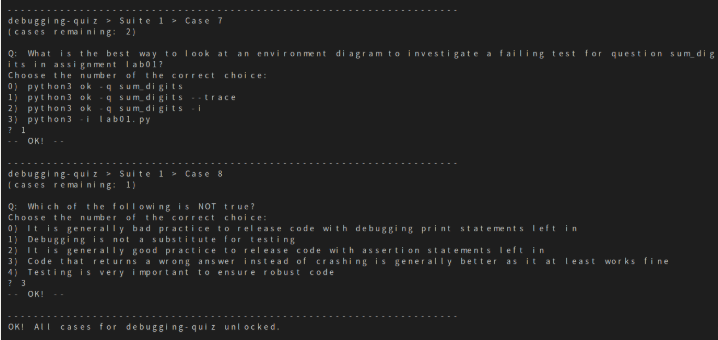 ---------------------------------------------------------------------
debugging-quiz > Suite 1 > Case 7
(cases remaining: 2)
Q: What is the best way to look at an environment diagram to investigate a failing test for question sum_dig
its in assignment lab01?
Choose the number of the correct choice:
0) python3 ok -q sum_digits
1) python3 ok -q sum_digits --trace
2) python3 ok -q sum_digits -i
3) python3 -i lab01.py
? 1
-- OK! --
---------------------------------------------------------------------
debugging-quiz > Suite 1 > Case 8
(cases remaining: 1)
Q: Which of the following is NOT true?
Choose the number of the correct choice:
0) It is generally bad practice to release code with debugging print statements left in
1) Debugging is not a substitute for testing
2) It is generally good practice to release code with assertion statements left in
3) Code that returns a wrong answer instead of crashing is generally better as it at least works fine
4) Testing is very important to ensure robust code
? 3
-- OK! --
---------------------------------------------------------------------
OK! All cases for debugging-quiz unlocked.